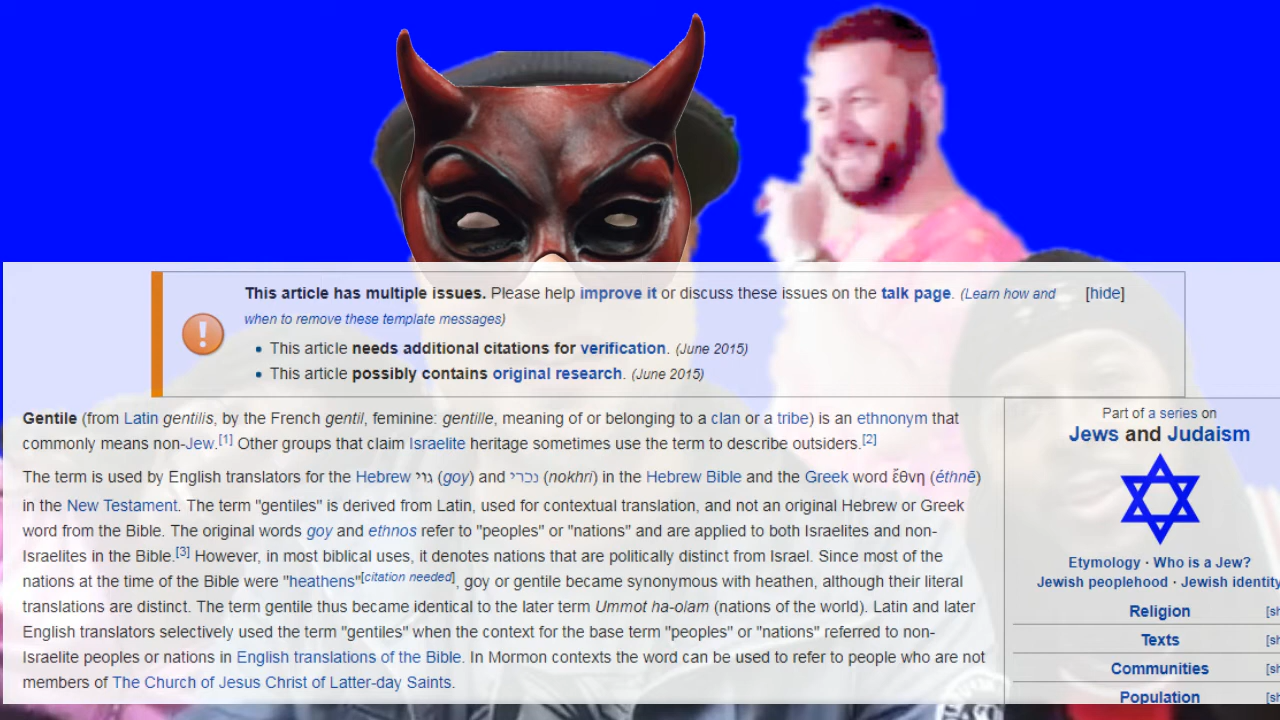 This article has multiple issues. Please help improve it or discuss these issues on the talk page. (Learn how and [hide]
when to remove these template messages)
• This article needs additional citations for verification. (June 2015)
• This article possibly contains original research. (June 2015)
Gentile (from Latin gentilis, by the French gentil, feminine: gentille, meaning of or belonging to a clan or a tribe) is an ethnonym that
commonly means non-Jew.[1] Other groups that claim Israelite heritage sometimes use the term to describe outsiders.[2]
The term is used by English translators for the Hebrew גוי (goy) and נכרי (nokhri) in the Hebrew Bible and the Greek word ἔθνη (éthnē)
in the New Testament. The term "gentiles" is derived from Latin, used for contextual translation, and not an original Hebrew or Greek
word from the Bible. The original words goy and ethnos refer to "peoples" or "nations" and are applied to both Israelites and non-
Israelites in the Bible.[3] However, in most biblical uses, it denotes nations that are politically distinct from Israel. Since most of the
nations at the time of the Bible were "heathens"[citation needed], goy or gentile became synonymous with heathen, although their literal
translations are distinct. The term gentile thus became identical to the later term Ummot ha-olam (nations of the world). Latin and later
English translators selectively used the term "gentiles" when the context for the base term "peoples" or "nations" referred to non-
Israelite peoples or nations in English translations of the Bible. In Mormon contexts the word can be used to refer to people who are not
members of The Church of Jesus Christ of Latter-day Saints.
Part of a series on
Jews and Judaism
Etymology · Who is a Jew?
Jewish peoplehood · Jewish identity
Religion [sh
Texts [sh
Communities [sh
Population [sh